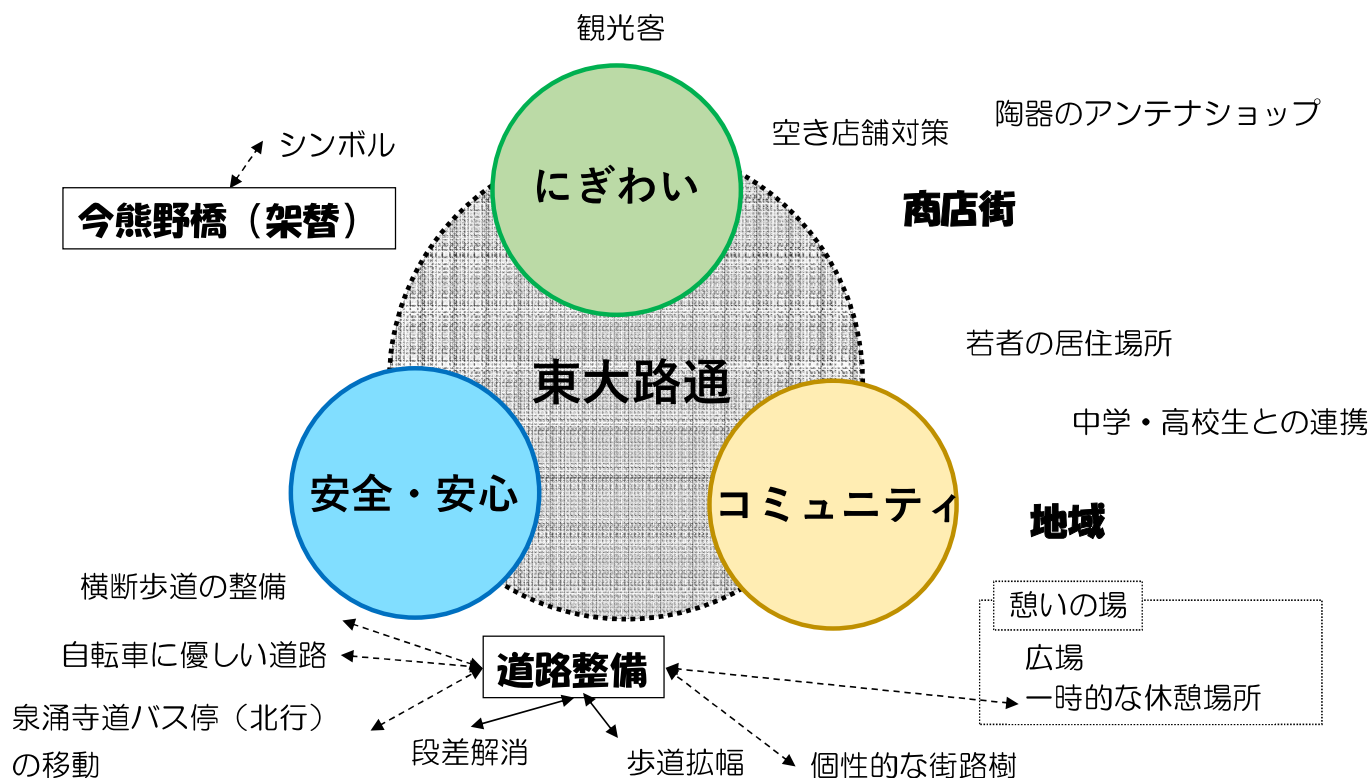 観光客
陶器のアンテナショップ
空き店舗対策
シンボル
にぎわい
今熊野橋（架替）
商店街
若者の居住場所
東大路通
中学・高校生との連携
安全・安心
コミュニティ
地域
横断歩道の整備
憩いの場
自転車に優しい道路
道路整備
広場
一時的な休憩場所
泉涌寺道バス停（北行）
の移動
段差解消
歩道拡幅
個性的な街路樹